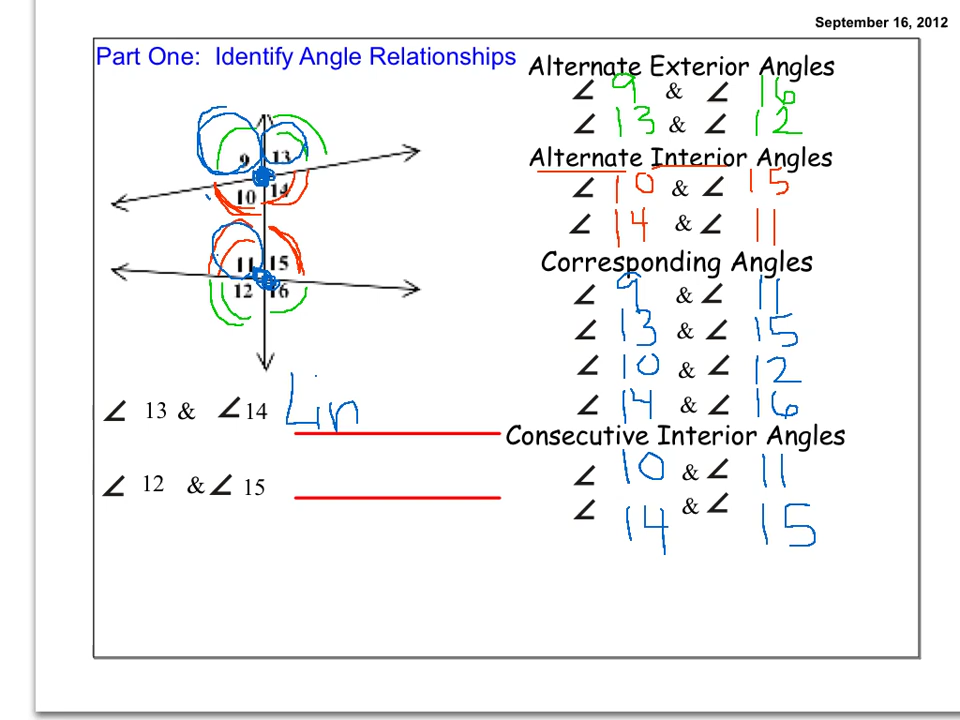 September 16, 2012
Part One: Identify Angle Relationships
Alternate Exterior Angles
∠ 9 & ∠ 16
∠ 13 & ∠ 12
Alternate Interior Angles
∠ 10 & ∠ 15
∠ 14 & ∠ 11
Corresponding Angles
∠ 9 & ∠ 11
∠ 13 & ∠ 15
∠ 10 & ∠ 12
∠ 14 & ∠ 16
Consecutive Interior Angles
∠ 10 & ∠ 11
∠ 14 & ∠ 15
9 13
10 14
11 15
12 16
∠ 13 & ∠ 14 Lin
∠ 12 & ∠ 15